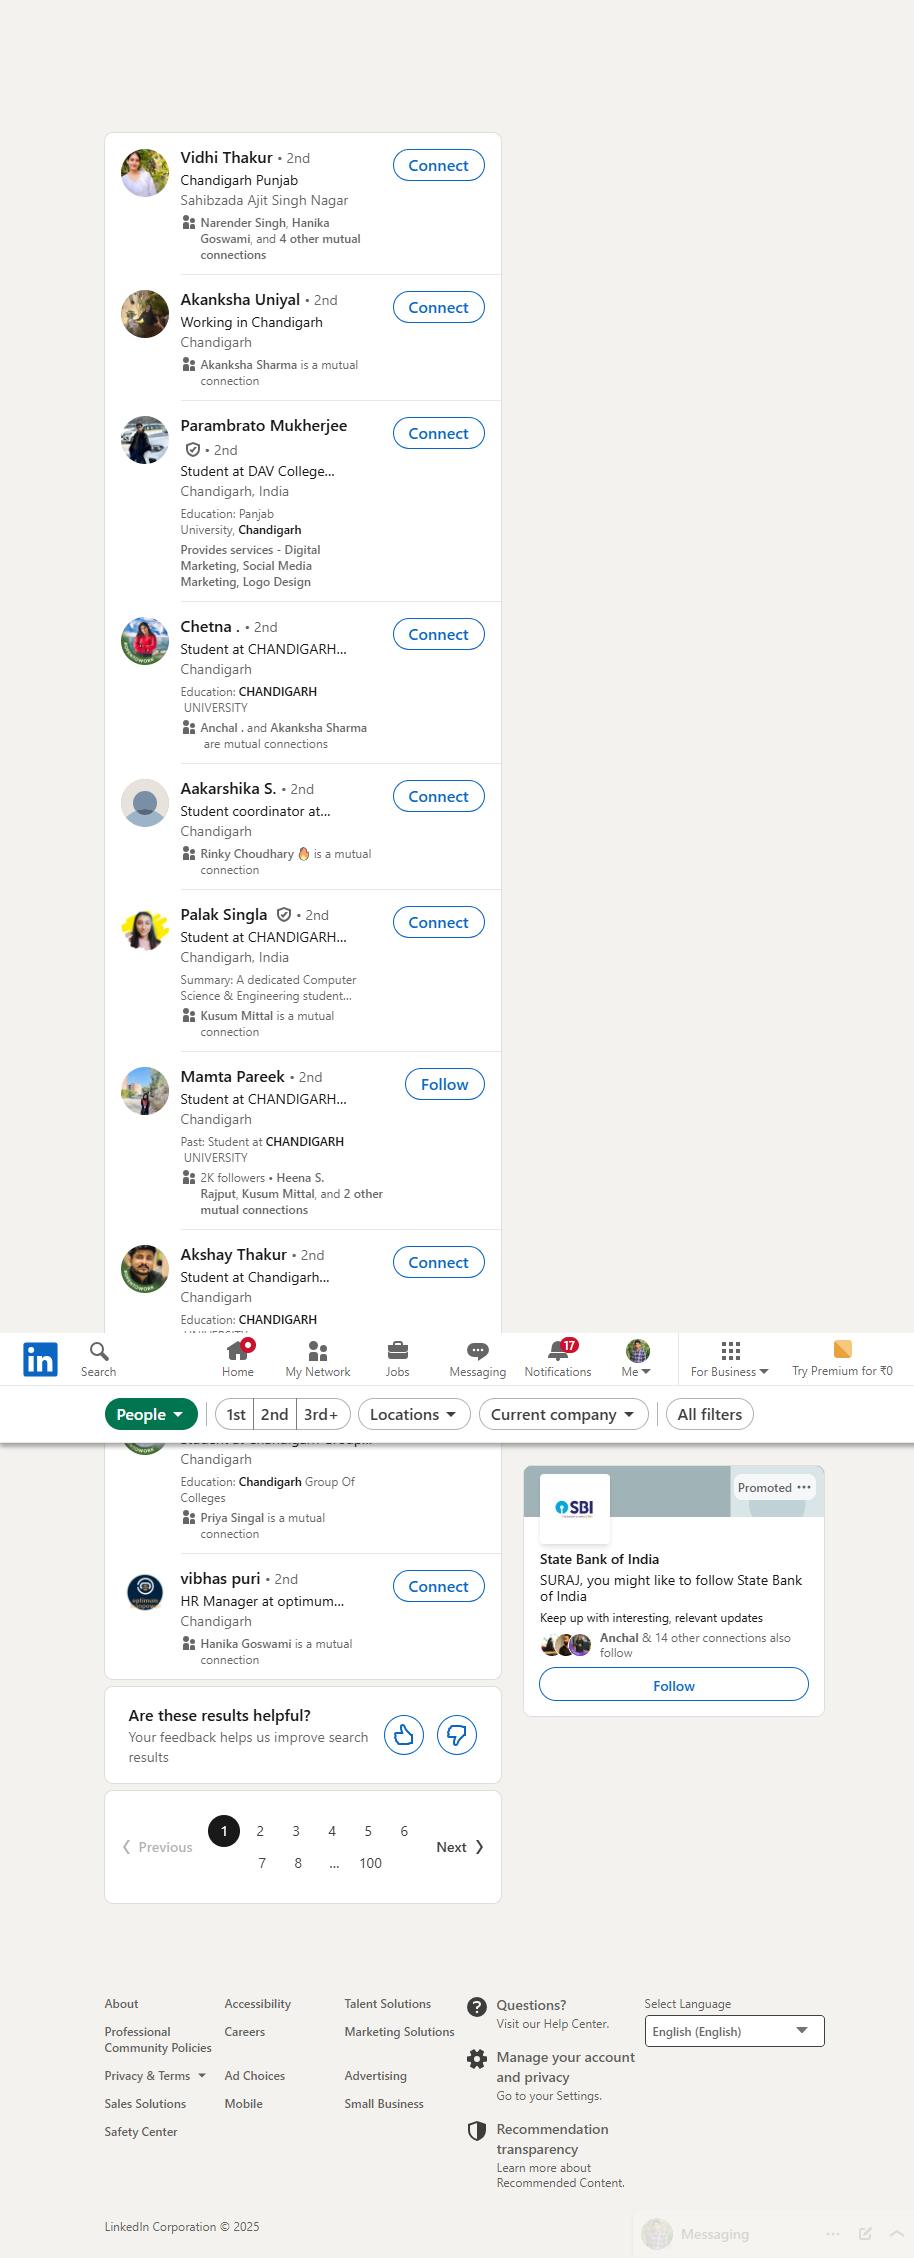 Vidhi Thakur • 2nd
Connect
Chandigarh Punjab
Sahibzada Ajit Singh Nagar
Narender Singh, Hanika
Goswami, and 4 other mutual
connections
Akanksha Uniyal • 2nd
Connect
Working in Chandigarh
Chandigarh
Akanksha Sharma is a mutual
connection
Parambrato Mukherjee
Connect
• 2nd
Student at DAV College...
Chandigarh, India
Education: Panjab
University, Chandigarh
Provides services - Digital
Marketing, Social Media
Marketing, Logo Design
Chetna . • 2nd
Connect
Student at CHANDIGARH...
Chandigarh
Education: CHANDIGARH
UNIVERSITY
Anchal . and Akanksha Sharma
are mutual connections
Aakarshika S. • 2nd
Connect
Student coordinator at...
Chandigarh
Rinky Choudhary is a mutual
connection
Palak Singla • 2nd
Connect
Student at CHANDIGARH...
Chandigarh, India
Summary: A dedicated Computer
Science & Engineering student...
Kusum Mittal is a mutual
connection
Mamta Pareek • 2nd
Follow
Student at CHANDIGARH...
Chandigarh
Past: Student at CHANDIGARH
UNIVERSITY
2K followers • Heena S.
Rajput, Kusum Mittal, and 2 other
mutual connections
Akshay Thakur • 2nd
Connect
Student at Chandigarh...
Chandigarh
Education: CHANDIGARH
in
Search
Home
My Network
Jobs
Messaging
17
Notifications
Me
For Business
Try Premium for ₹0
People
1st
2nd
3rd+
Locations
Current company
All filters
Chandigarh
Education: Chandigarh Group Of
Colleges
Priya Singal is a mutual
connection
vibhas puri • 2nd
Connect
HR Manager at optimum...
Chandigarh
Hanika Goswami is a mutual
connection
Promoted
SBI
State Bank of India
SURAJ, you might like to follow State Bank
of India
Keep up with interesting, relevant updates
Anchal & 14 other connections also
follow
Follow
Are these results helpful?
Your feedback helps us improve search
results
Previous
1 2 3 4 5 6
7 8 ... 100
Next
About
Accessibility
Talent Solutions
Professional
Community Policies
Careers
Marketing Solutions
Privacy & Terms
Ad Choices
Advertising
Sales Solutions
Mobile
Small Business
Safety Center
Questions?
Visit our Help Center.
Manage your account
and privacy
Go to your Settings.
Recommendation
transparency
Learn more about
Recommended Content.
Select Language
English (English)
LinkedIn Corporation © 2025
Messaging